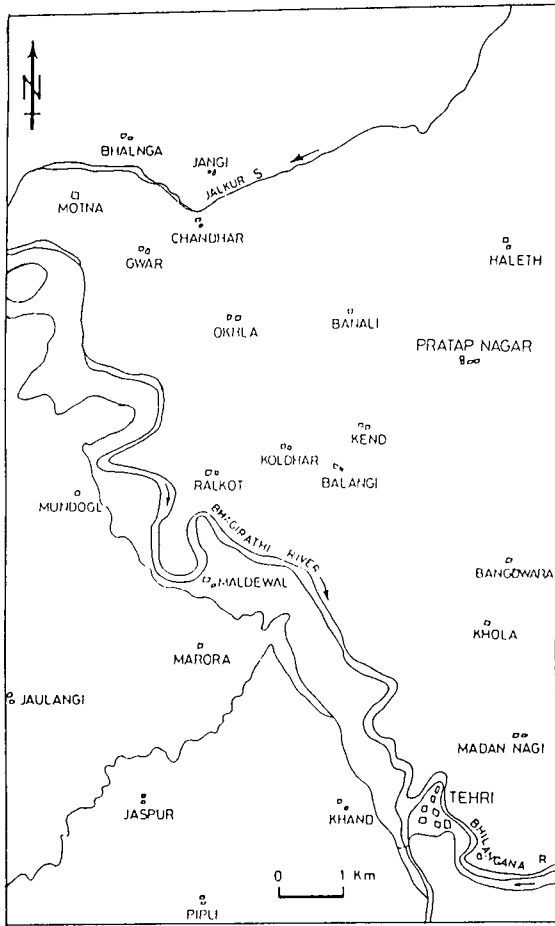 N
BHALNGA
JANGI
JALKUR S
MOTNA
CHANDHAR
GWAR
HALETH
OKHLA
BANALI
PRATAP NAGAR
KEND
KOLDHAR
RALKOT
BALANGI
MUNDOGI
BHAGIRATHI RIVER
MALDEWAL
BANGDWARA
KHOLA
MARORA
JAULANGI
MADAN NAGI
TEHRI
JASPUR
KHAND
BHILANGANA R
0 1 Km
PIPLI